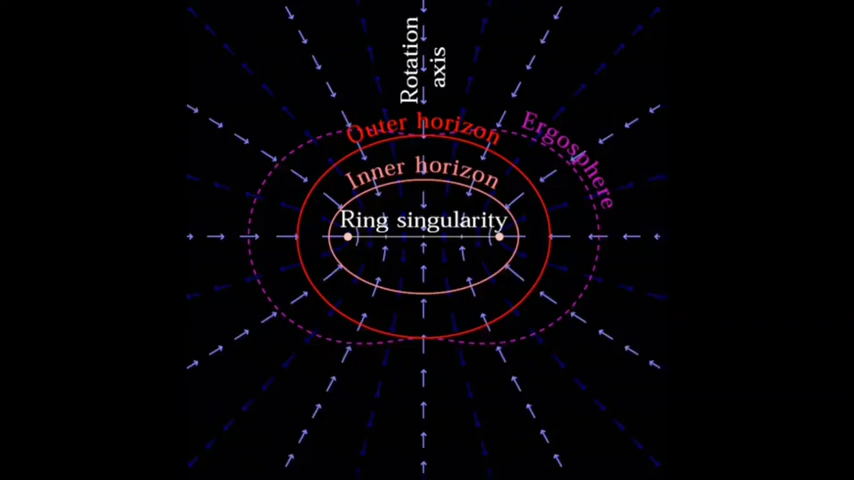 Rotation
axis
Outer horizon
Ergosphere
Inner horizon
Ring singularity